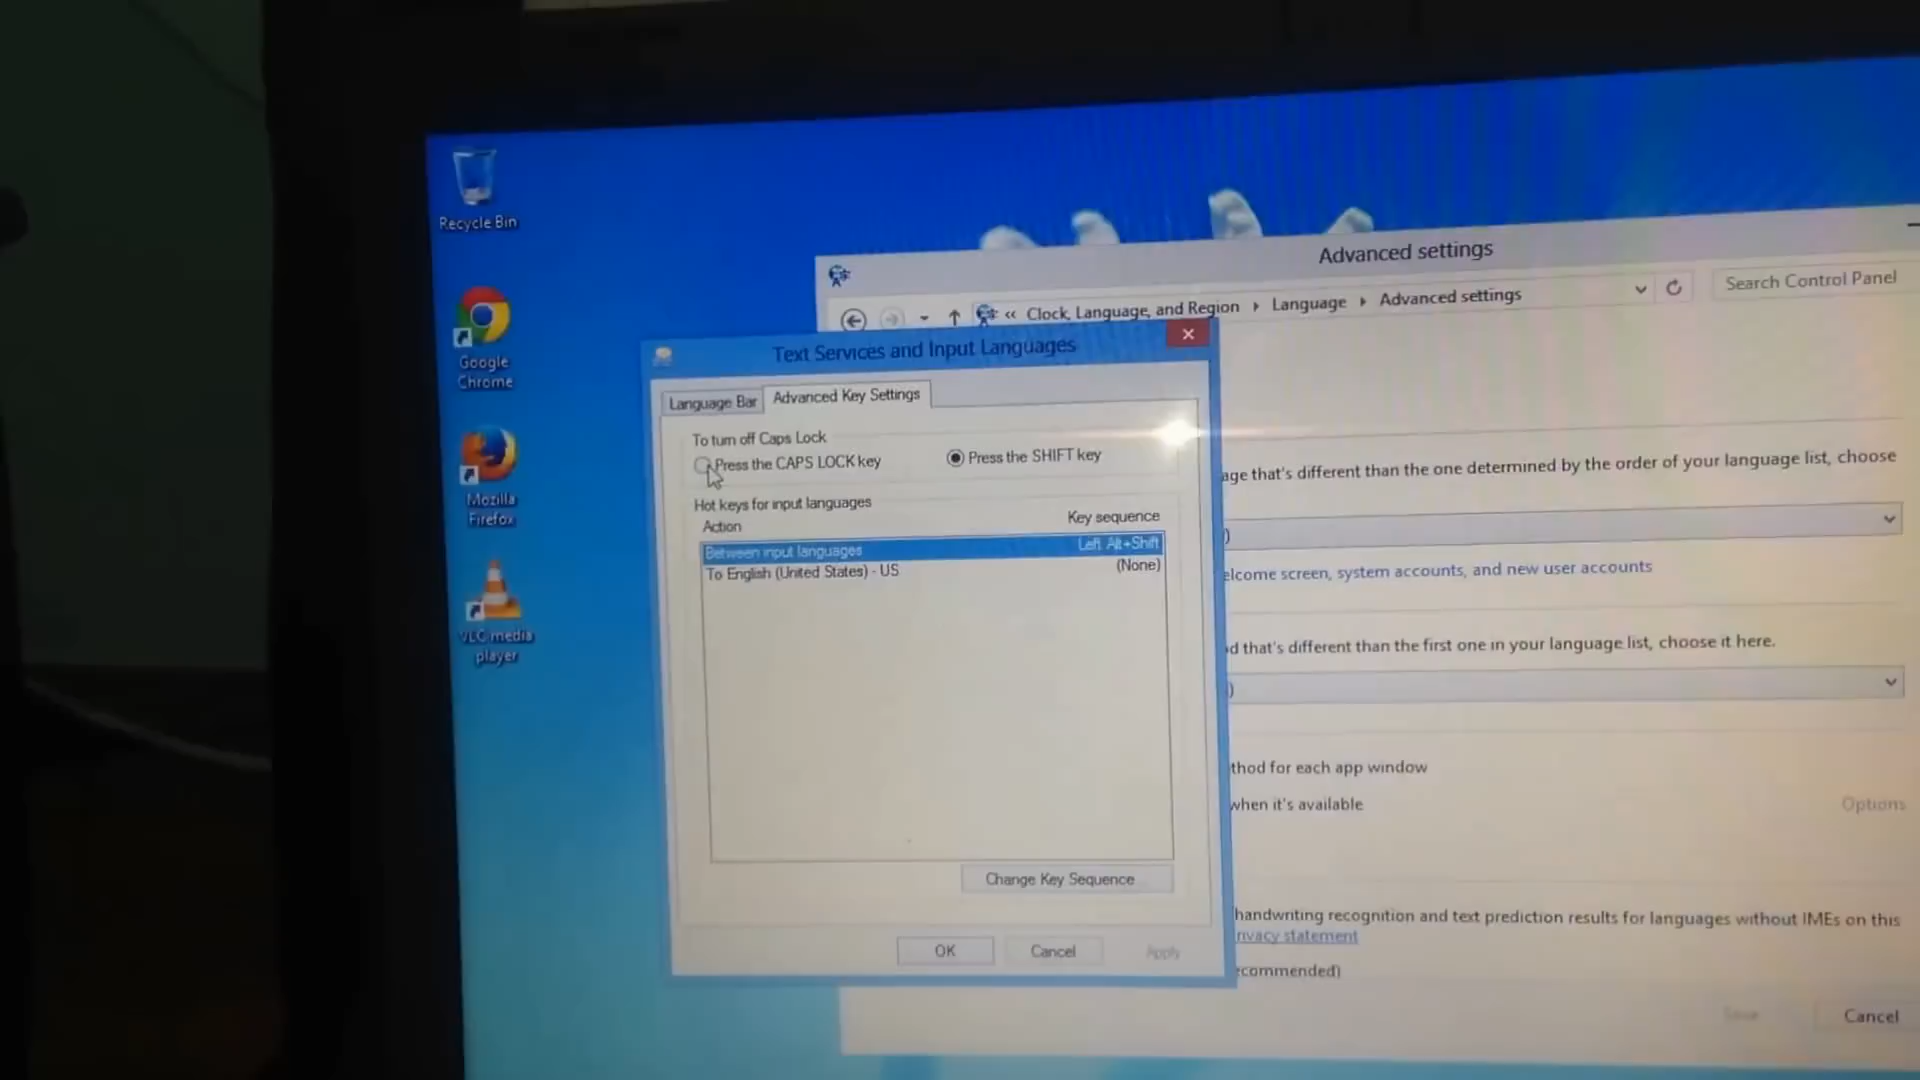 Recycle Bin
Google
Chrome
Mozilla
Firefox
VLC media
player
Advanced settings
« Clock, Language, and Region
Language
Advanced settings
Search Control Panel
Text Services and Input Languages
Language Bar
Advanced Key Settings
To turn off Caps Lock
Press the CAPS LOCK key
Press the SHIFT key
Hot keys for input languages
Action
Key sequence
Between input languages
Left Alt+Shift
To English (United States) - US
(None)
Change Key Sequence
OK
Cancel
Apply
age that's different than the one determined by the order of your language list, choose
)
elcome screen, system accounts, and new user accounts
d that's different than the first one in your language list, choose it here.
)
thod for each app window
when it's available
Options
handwriting recognition and text prediction results for languages without IMEs on this
rivacy statement
commended)
Save
Cancel